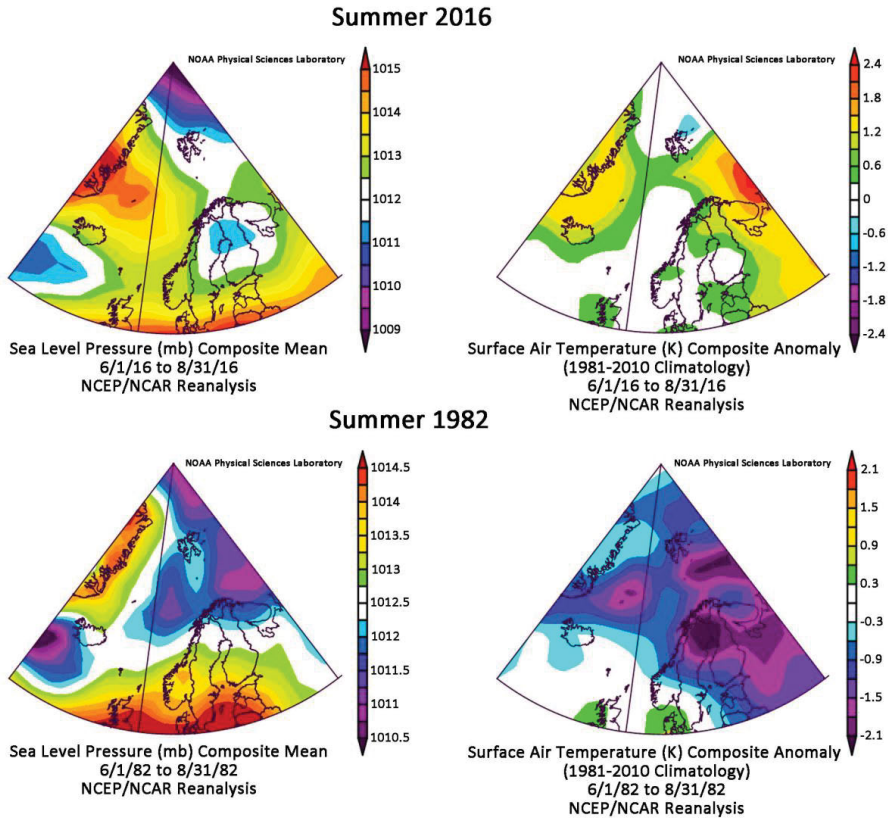 Summer 2016
NOAA Physical Sciences Laboratory
1015
1014
1013
1012
1011
1010
1009
Sea Level Pressure (mb) Composite Mean
6/1/16 to 8/31/16
NCEP/NCAR Reanalysis
NOAA Physical Sciences Laboratory
2.4
1.8
1.2
0.6
0
-0.6
-1.2
-1.8
-2.4
Surface Air Temperature (K) Composite Anomaly
(1981-2010 Climatology)
6/1/16 to 8/31/16
NCEP/NCAR Reanalysis
Summer 1982
NOAA Physical Sciences Laboratory
1014.5
1014
1013.5
1013
1012.5
1012
1011.5
1011
1010.5
Sea Level Pressure (mb) Composite Mean
6/1/82 to 8/31/82
NCEP/NCAR Reanalysis
NOAA Physical Sciences Laboratory
2.1
1.5
0.9
0.3
-0.3
-0.9
-1.5
-2.1
Surface Air Temperature (K) Composite Anomaly
(1981-2010 Climatology)
6/1/82 to 8/31/82
NCEP/NCAR Reanalysis